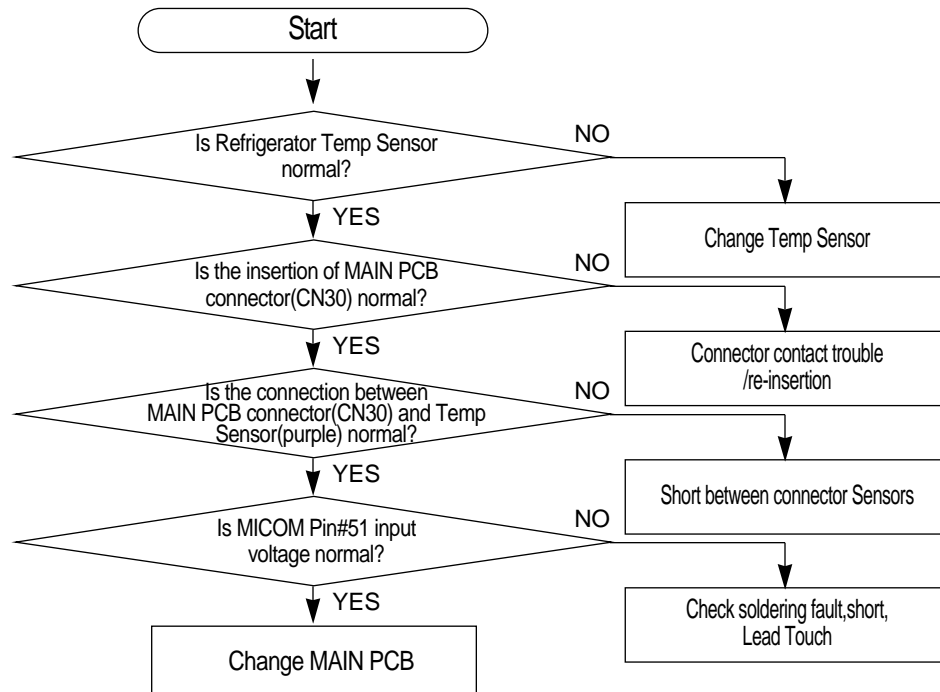 Start
Is Refrigerator Temp Sensor
normal?
NO
YES
Change Temp Sensor
Is the insertion of MAIN PCB
connector(CN30) normal?
NO
YES
Connector contact trouble
/re-insertion
Is the connection between
MAIN PCB connector(CN30) and Temp
Sensor(purple) normal?
NO
YES
Short between connector Sensors
Is MICOM Pin#51 input
voltage normal?
NO
YES
Check soldering fault,short,
Lead Touch
Change MAIN PCB